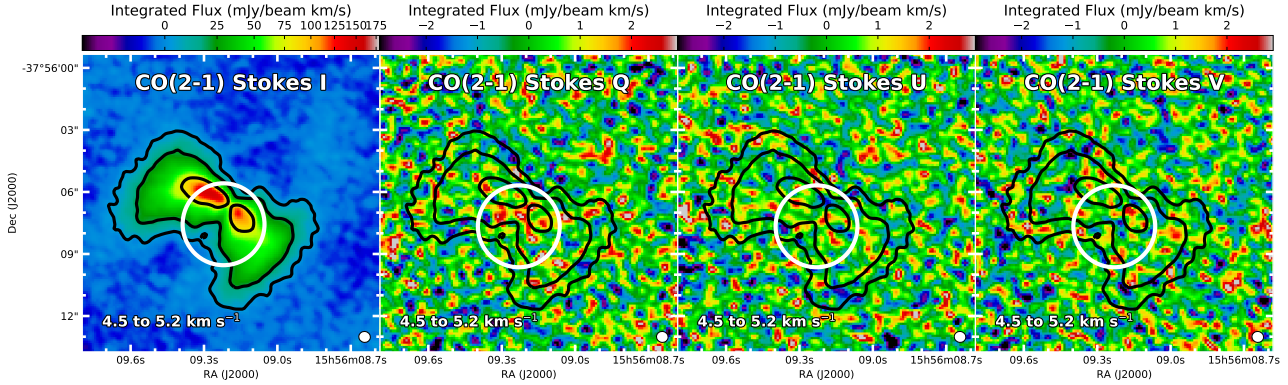 Integrated Flux (mJy/beam km/s) Integrated Flux (mJy/beam km/s) Integrated Flux (mJy/beam km/s) Integrated Flux (mJy/beam km/s)
0 25 50 75 100 125 150 175 −2 −1 0 1 2 −2 −1 0 1 2 −2 −1 0 1 2
CO(2-1) Stokes I CO(2-1) Stokes Q CO(2-1) Stokes U CO(2-1) Stokes V
-37°56'00"
03"
06"
Dec (J2000)
09"
12"
4.5 to 5.2 km s⁻¹ 4.5 to 5.2 km s⁻¹ 4.5 to 5.2 km s⁻¹ 4.5 to 5.2 km s⁻¹
09.6s 09.3s 09.0s 15h56m08.7s 09.6s 09.3s 09.0s 15h56m08.7s 09.6s 09.3s 09.0s 15h56m08.7s 09.6s 09.3s 09.0s 15h56m08.7s
RA (J2000) RA (J2000) RA (J2000) RA (J2000)